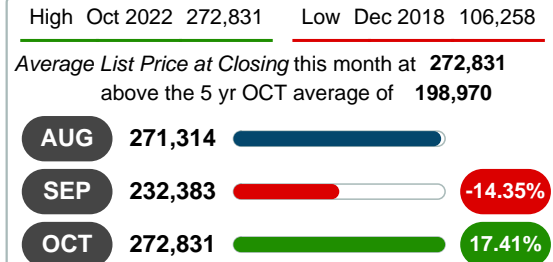 High Oct 2022 272,831 Low Dec 2018 106,258
Average List Price at Closing this month at 272,831
above the 5 yr OCT average of 198,970
AUG 271,314
SEP 232,383 -14.35%
OCT 272,831 17.41%